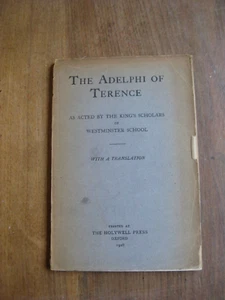 THE ADELPHI OF
TERENCE
AS ACTED BY THE KING'S SCHOLARS
OF
WESTMINSTER SCHOOL
WITH A TRANSLATION
PRINTED AT
THE HOLYWELL PRESS
OXFORD